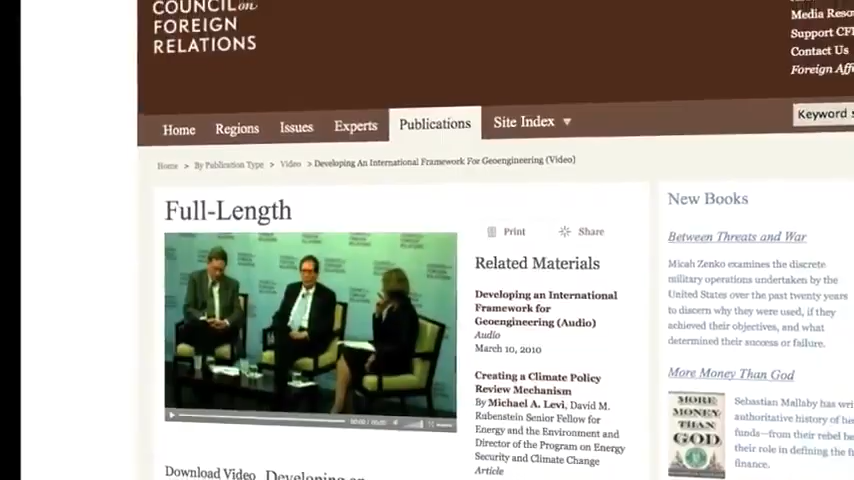 COUNCIL on
FOREIGN
RELATIONS
Media
Support
Contact Us
Foreign
Home
Regions
Issues
Experts
Publications
Site Index
Keyword
Home > By Publication Type > Video > Developing An International Framework For Geoengineering (Video)
Full-Length
Print
Share
Related Materials
Developing an International
Framework for
Geoengineering (Audio)
Audio
March 10, 2010
Creating a Climate Policy
Review Mechanism
By Michael A. Levi, David M.
Rubenstein Senior Fellow for
Energy and the Environment and
Director of the Program on Energy
Security and Climate Change
Article
Download Video
New Books
Between Threats and War
Micah Zenko examines the discrete
military operations undertaken by the
United States over the past twenty years
to discern why they were used, if they
achieved their objectives, and what
determined their success or failure.
More Money Than God
MORE
MONEY
THAN
GOD
Sebastian Mallaby has
authoritative history of
funds—from their rebel
their role in defining the
finance.